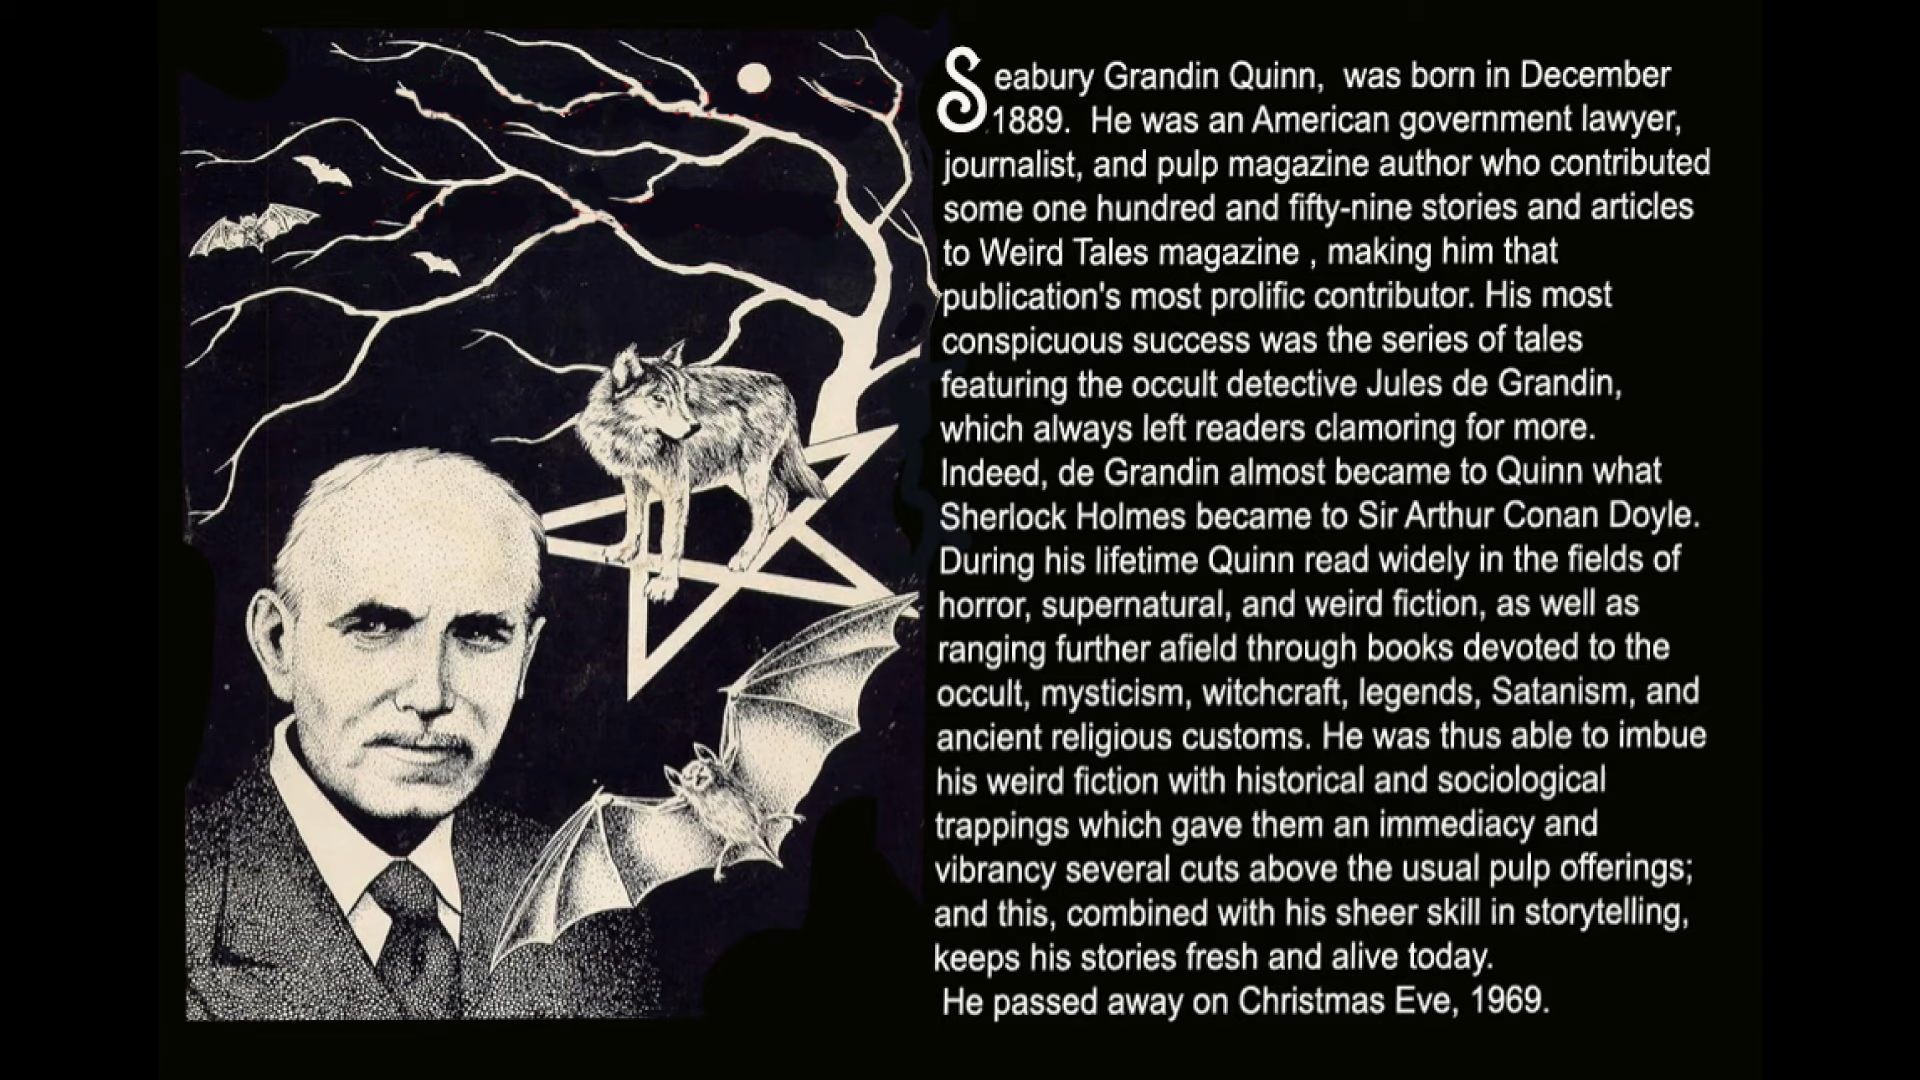 Seabury Grandin Quinn, was born in December
1889. He was an American government lawyer,
journalist, and pulp magazine author who contributed
some one hundred and fifty-nine stories and articles
to Weird Tales magazine , making him that
publication's most prolific contributor. His most
conspicuous success was the series of tales
featuring the occult detective Jules de Grandin,
which always left readers clamoring for more.
Indeed, de Grandin almost became to Quinn what
Sherlock Holmes became to Sir Arthur Conan Doyle.
During his lifetime Quinn read widely in the fields of
horror, supernatural, and weird fiction, as well as
ranging further afield through books devoted to the
occult, mysticism, witchcraft, legends, Satanism, and
ancient religious customs. He was thus able to imbue
his weird fiction with historical and sociological
trappings which gave them an immediacy and
vibrancy several cuts above the usual pulp offerings;
and this, combined with his sheer skill in storytelling,
keeps his stories fresh and alive today.
He passed away on Christmas Eve, 1969.